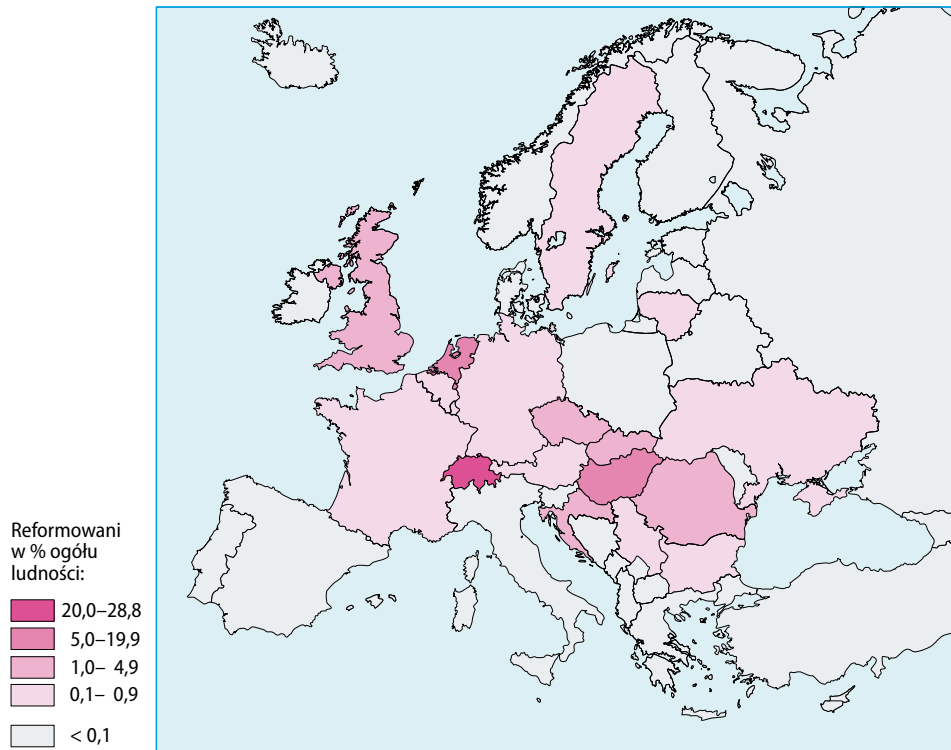 Reformowani
w % ogółu
ludności:
20,0–28,8
5,0–19,9
1,0– 4,9
0,1– 0,9
< 0,1